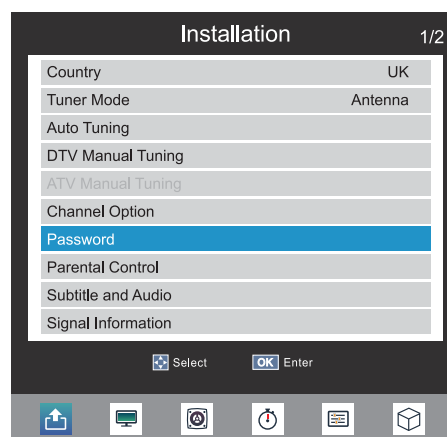 Installation 1/2
Country UK
Tuner Mode Antenna
Auto Tuning
DTV Manual Tuning
ATV Manual Tuning
Channel Option
Password
Parental Control
Subtitle and Audio
Signal Information
Select OK Enter